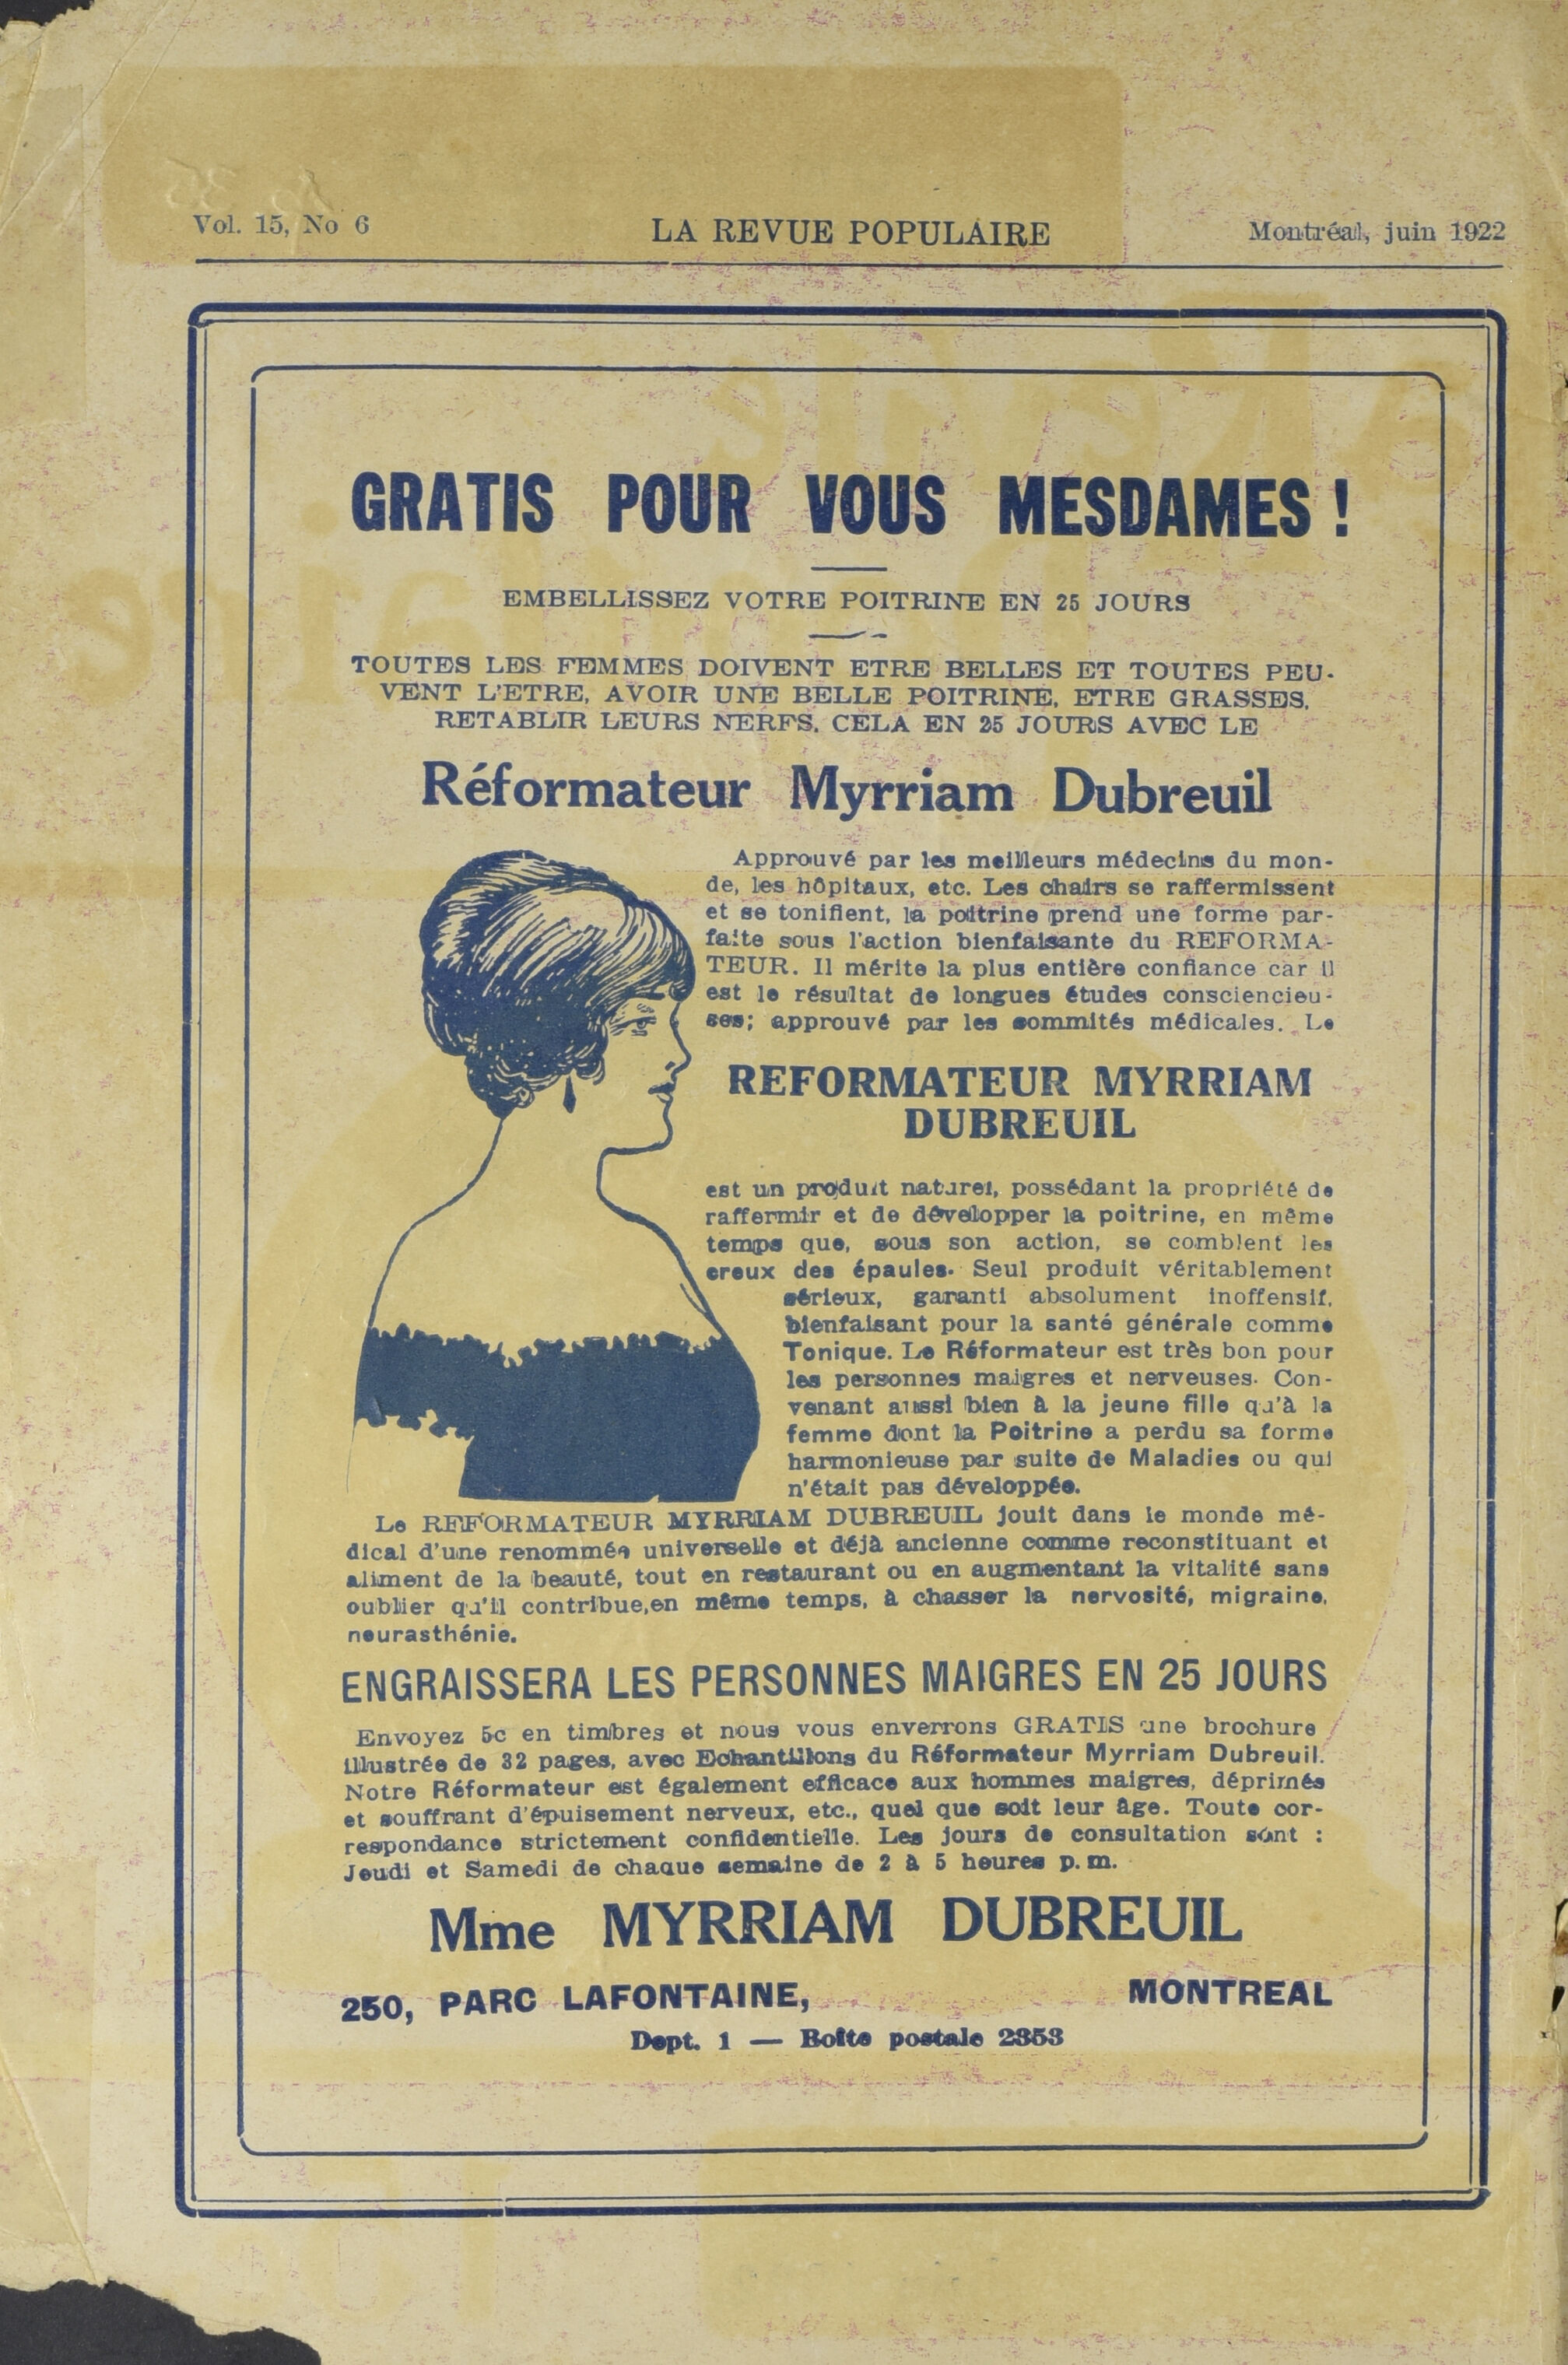 Vol. 15, No 6 LA REVUE POPULAIRE Montréal, juin 1922
GRATIS POUR VOUS MESDAMES !
EMBELLISSEZ VOTRE POITRINE EN 25 JOURS
TOUTES LES FEMMES DOIVENT ETRE BELLES ET TOUTES PEU-
VENT L'ETRE, AVOIR UNE BELLE POITRINE, ETRE GRASSES,
RETABLIR LEURS NERFS. CELA EN 25 JOURS AVEC LE
Réformateur Myrriam Dubreuil
Approuvé par les meilleurs médecins du mon-
de, les hôpitaux, etc. Les chairs se raffermissent
et se tonifient, la poitrine prend une forme par-
faite sous l'action bienfaisante du REFORMA-
TEUR. Il mérite la plus entière confiance car il
est le résultat de longues études consciencieu-
ses; approuvé par les sommités médicales. Le
REFORMATEUR MYRRIAM
DUBREUIL
est un produit naturel, possédant la propriété de
raffermir et de développer la poitrine, en même
temps que, sous son action, se comblent les
creux des épaules. Seul produit véritablement
sérieux, garanti absolument inoffensif,
bienfaisant pour la santé générale comme
Tonique. Le Réformateur est très bon pour
les personnes maigres et nerveuses. Con-
venant aussi bien à la jeune fille qu'à la
femme dont la Poitrine a perdu sa forme
harmonieuse par suite de Maladies ou qui
n'était pas développée.
Le REFORMATEUR MYRRIAM DUBREUIL jouit dans le monde mé-
dical d'une renommée universelle et déjà ancienne comme reconstituant et
aliment de la beauté, tout en restaurant ou en augmentant la vitalité sans
oublier qu'il contribue,en même temps, à chasser la nervosité, migraine,
neurasthénie.
ENGRAISSERA LES PERSONNES MAIGRES EN 25 JOURS
Envoyez 5c en timbres et nous vous enverrons GRATIS une brochure
illustrée de 32 pages, avec Echantillons du Réformateur Myrriam Dubreuil.
Notre Réformateur est également efficace aux hommes maigres, déprimés
et souffrant d'épuisement nerveux, etc., quel que soit leur âge. Toute cor-
respondance strictement confidentielle. Les jours de consultation sont :
Jeudi et Samedi de chaque semaine de 2 à 5 heures p. m.
Mme MYRRIAM DUBREUIL
250, PARC LAFONTAINE, MONTREAL
Dept. 1 — Boîte postale 2353